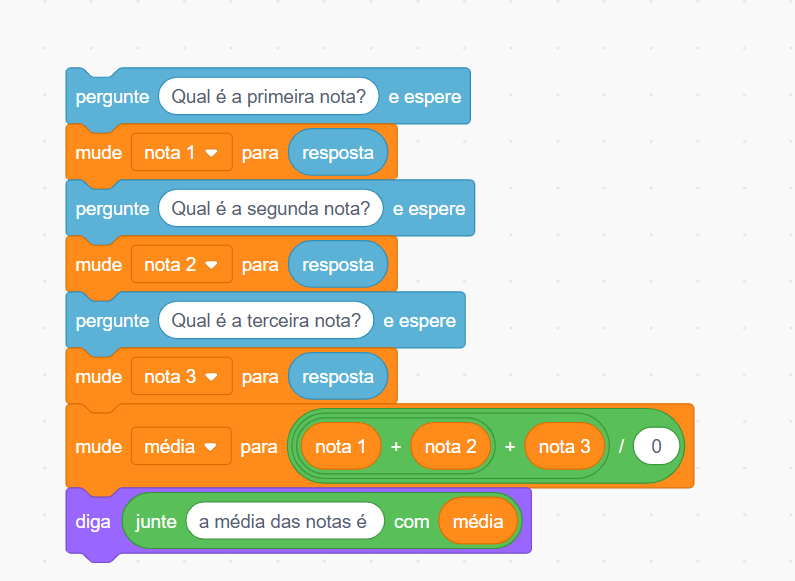 pergunte Qual é a primeira nota? e espere
mude nota 1 para resposta
pergunte Qual é a segunda nota? e espere
mude nota 2 para resposta
pergunte Qual é a terceira nota? e espere
mude nota 3 para resposta
mude média para nota 1 + nota 2 + nota 3 / 0
diga junte a média das notas é com média